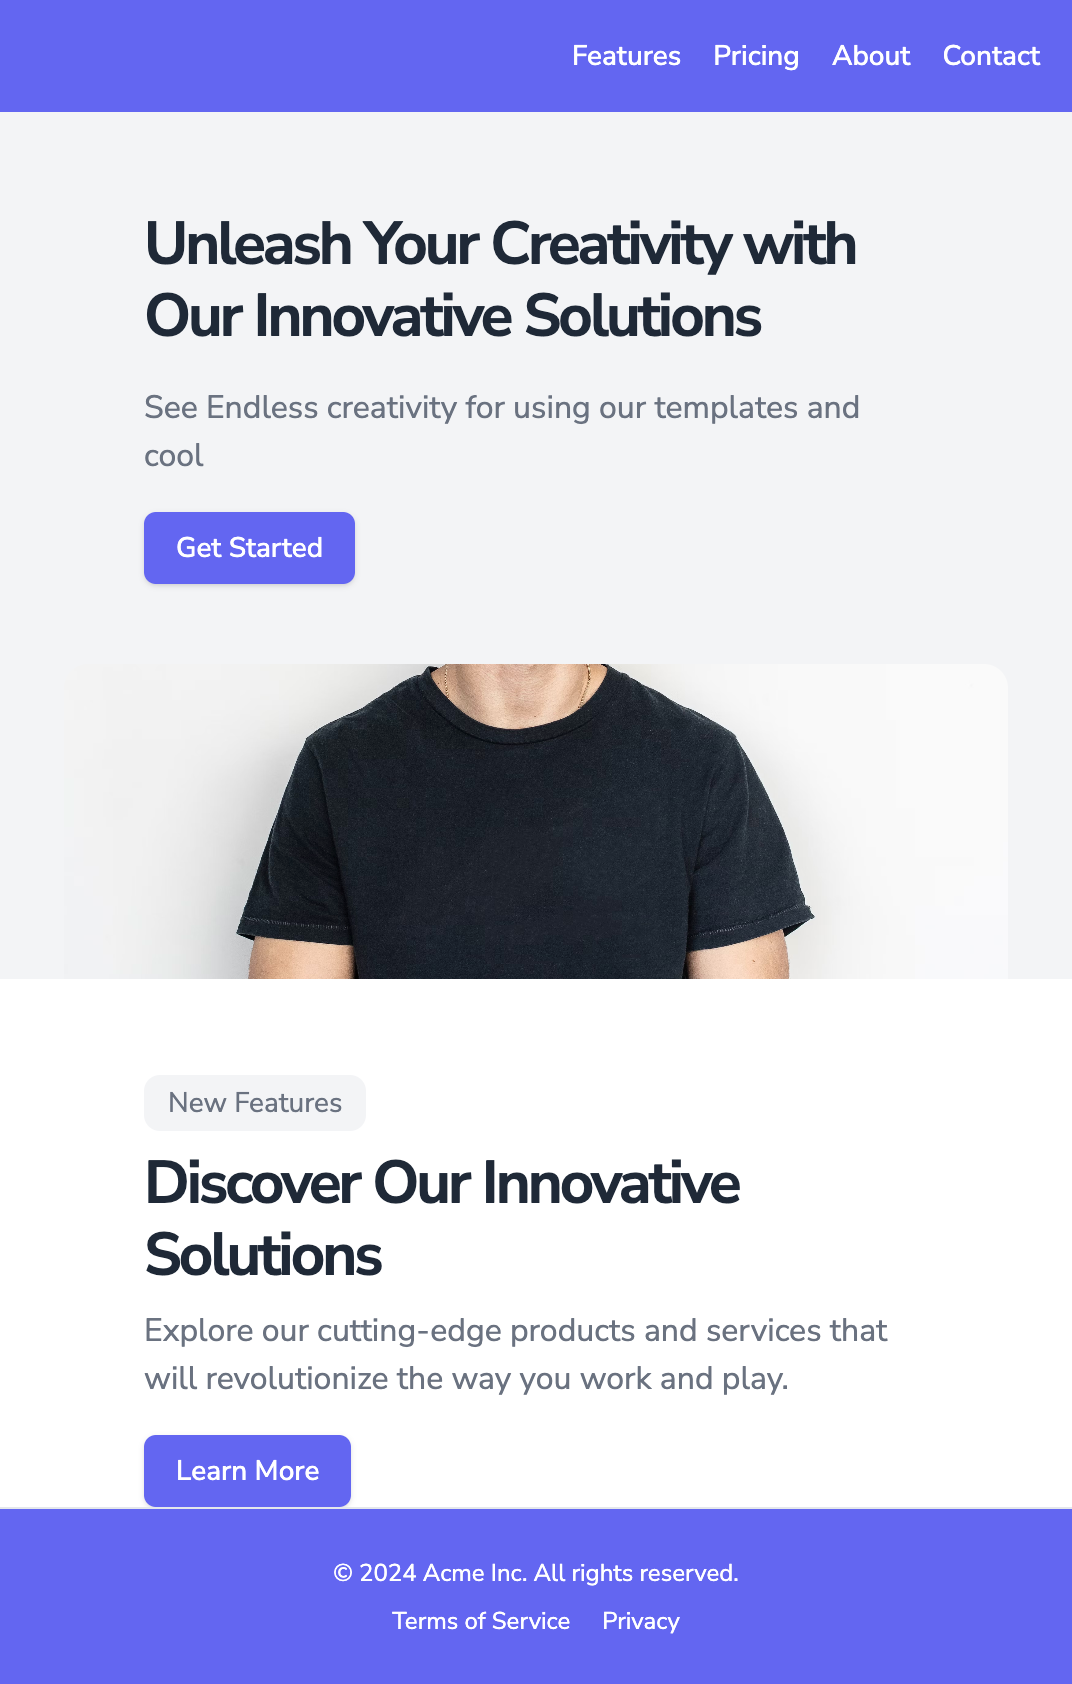 Features Pricing About Contact
Unleash Your Creativity with
Our Innovative Solutions
See Endless creativity for using our templates and
cool
Get Started
New Features
Discover Our Innovative
Solutions
Explore our cutting-edge products and services that
will revolutionize the way you work and play.
Learn More
© 2024 Acme Inc. All rights reserved.
Terms of Service Privacy